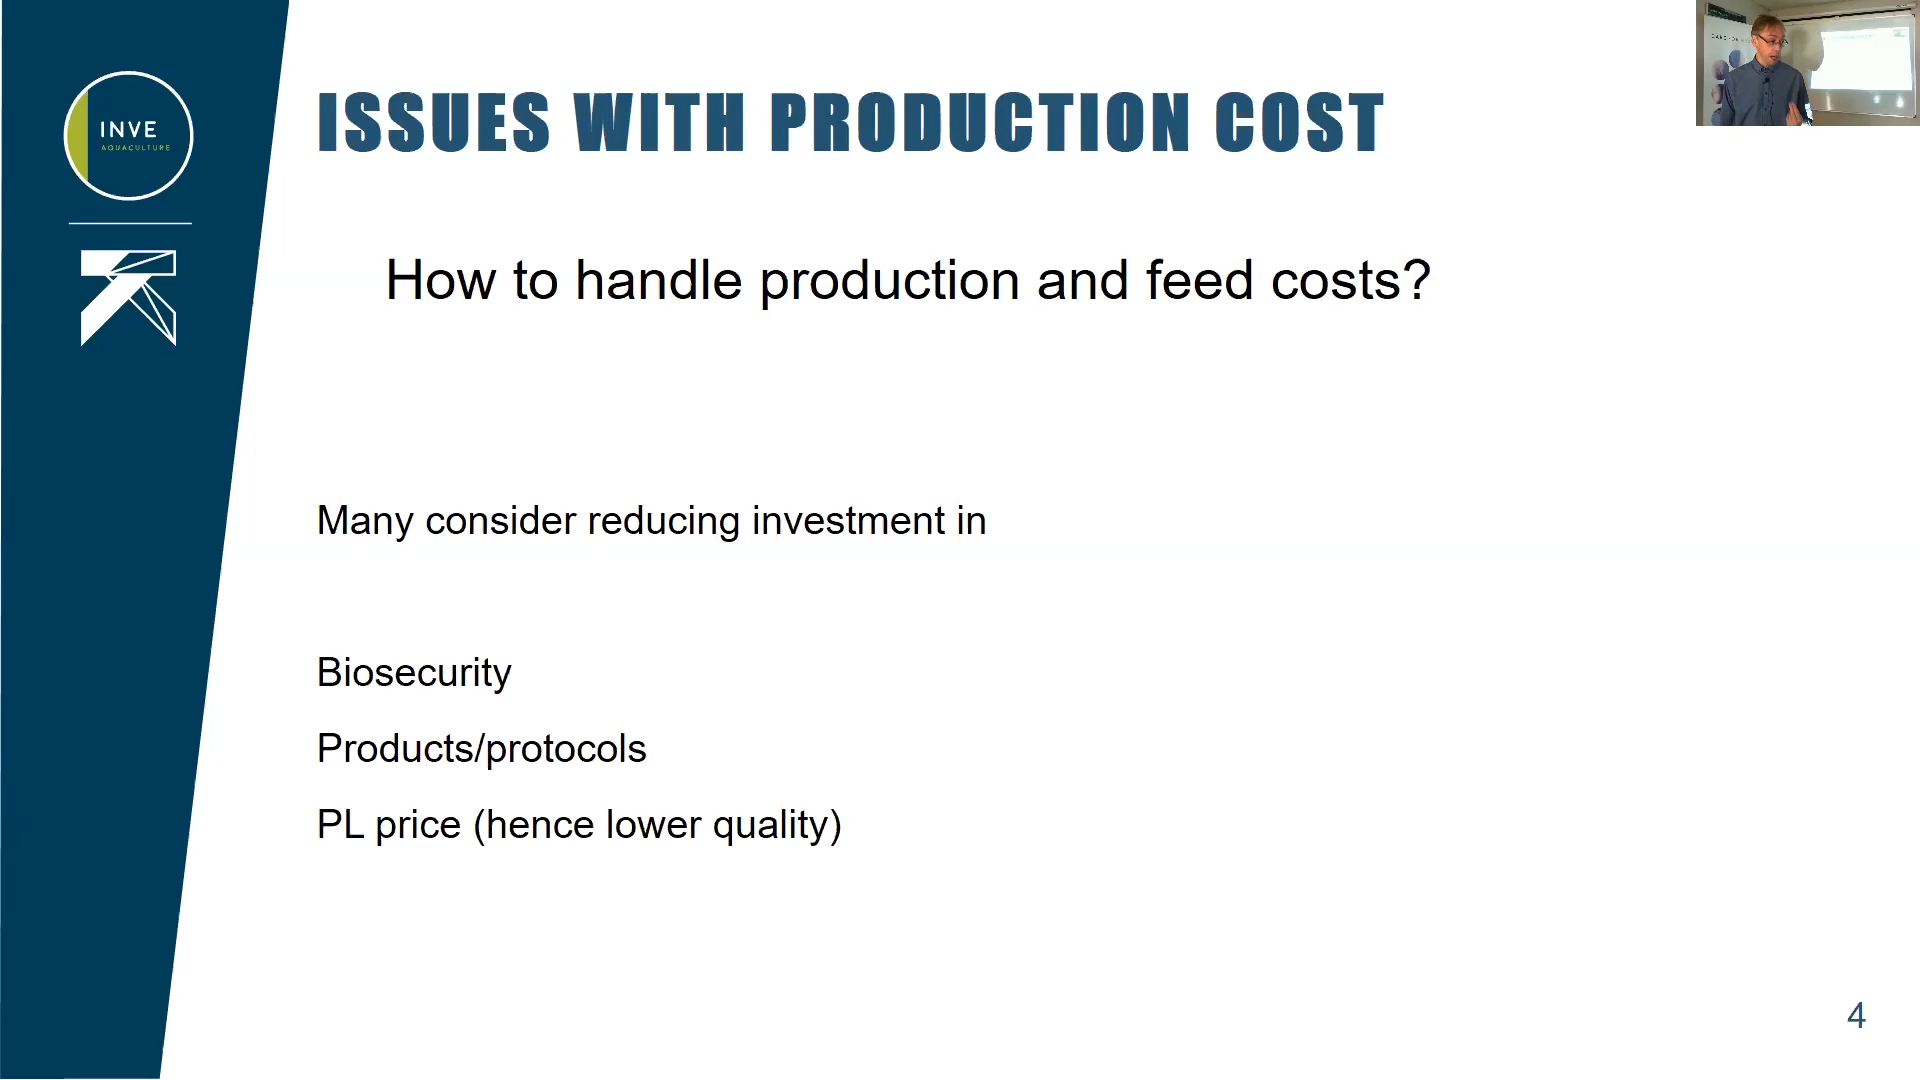 INVE
AQUACULTURE
ISSUES WITH PRODUCTION COST
How to handle production and feed costs?
Many consider reducing investment in
Biosecurity
Products/protocols
PL price (hence lower quality)
4